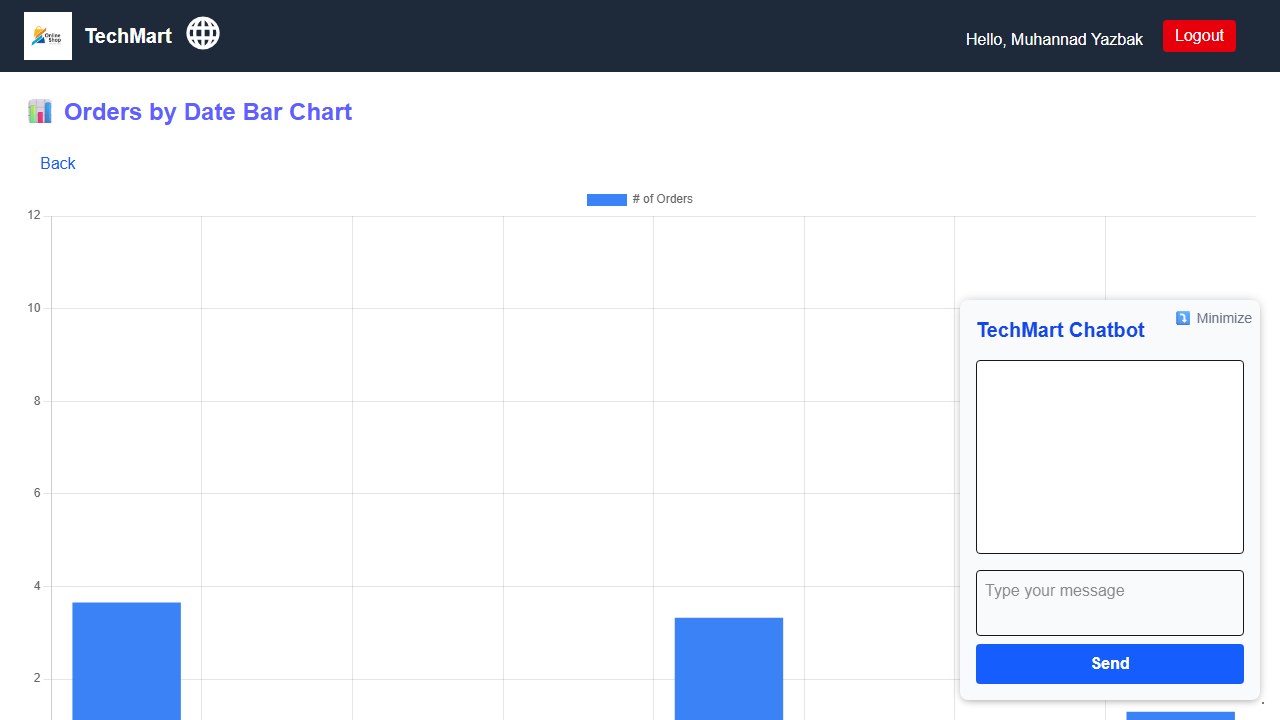 Online
Shop
TechMart
Hello, Muhannad Yazbak
Logout
Orders by Date Bar Chart
Back
# of Orders
12
10
8
6
4
2
Minimize
TechMart Chatbot
Type your message
Send